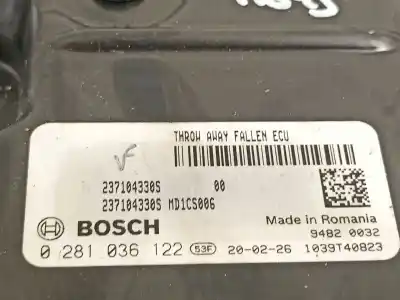 THROW AWAY FALLEN ECU
237104330S 00
237104330S MD1CS006
Made in Romania
BOSCH
9482 0032
0 281 036 122 53F 20-02-26 1039T40823